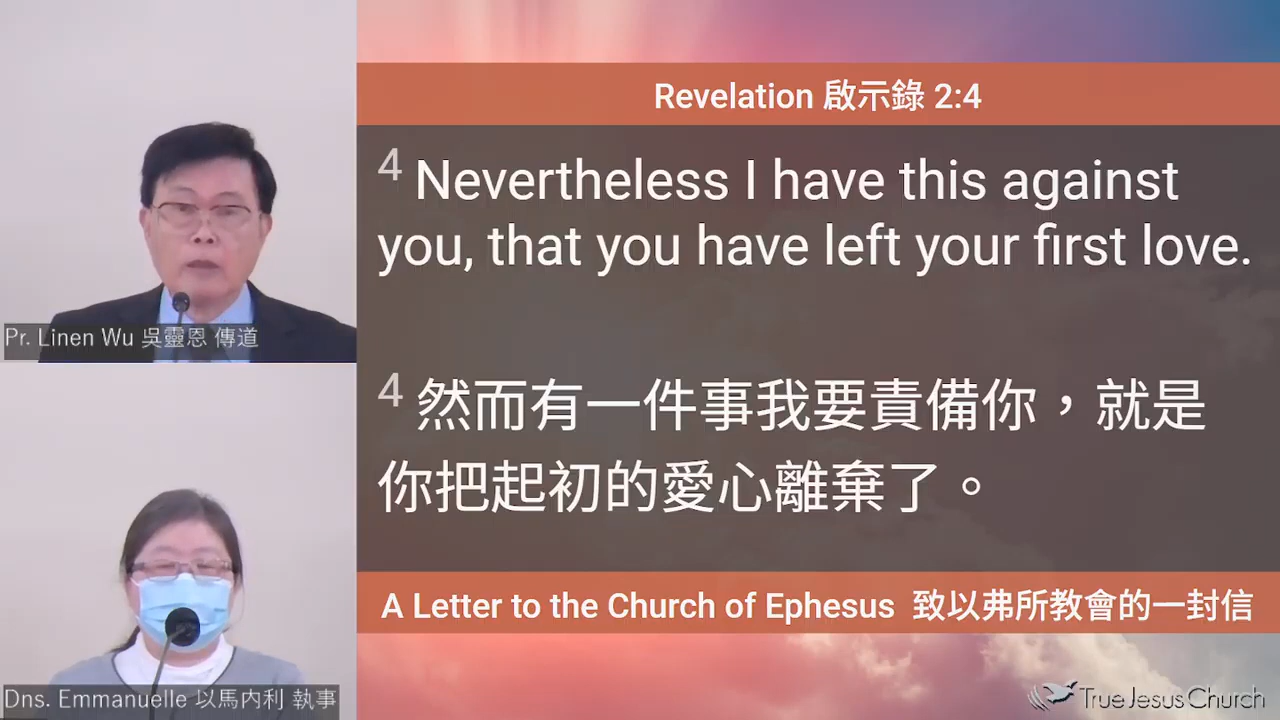 Revelation 啟示錄 2:4
4 Nevertheless I have this against
you, that you have left your first love.
4 然而有一件事我要責備你，就是
你把起初的愛心離棄了。
A Letter to the Church of Ephesus 致以弗所教會的一封信
Pr. Linen Wu 吳靈恩 傳道
Dns. Emmanuelle 以馬內利 執事
True Jesus Church